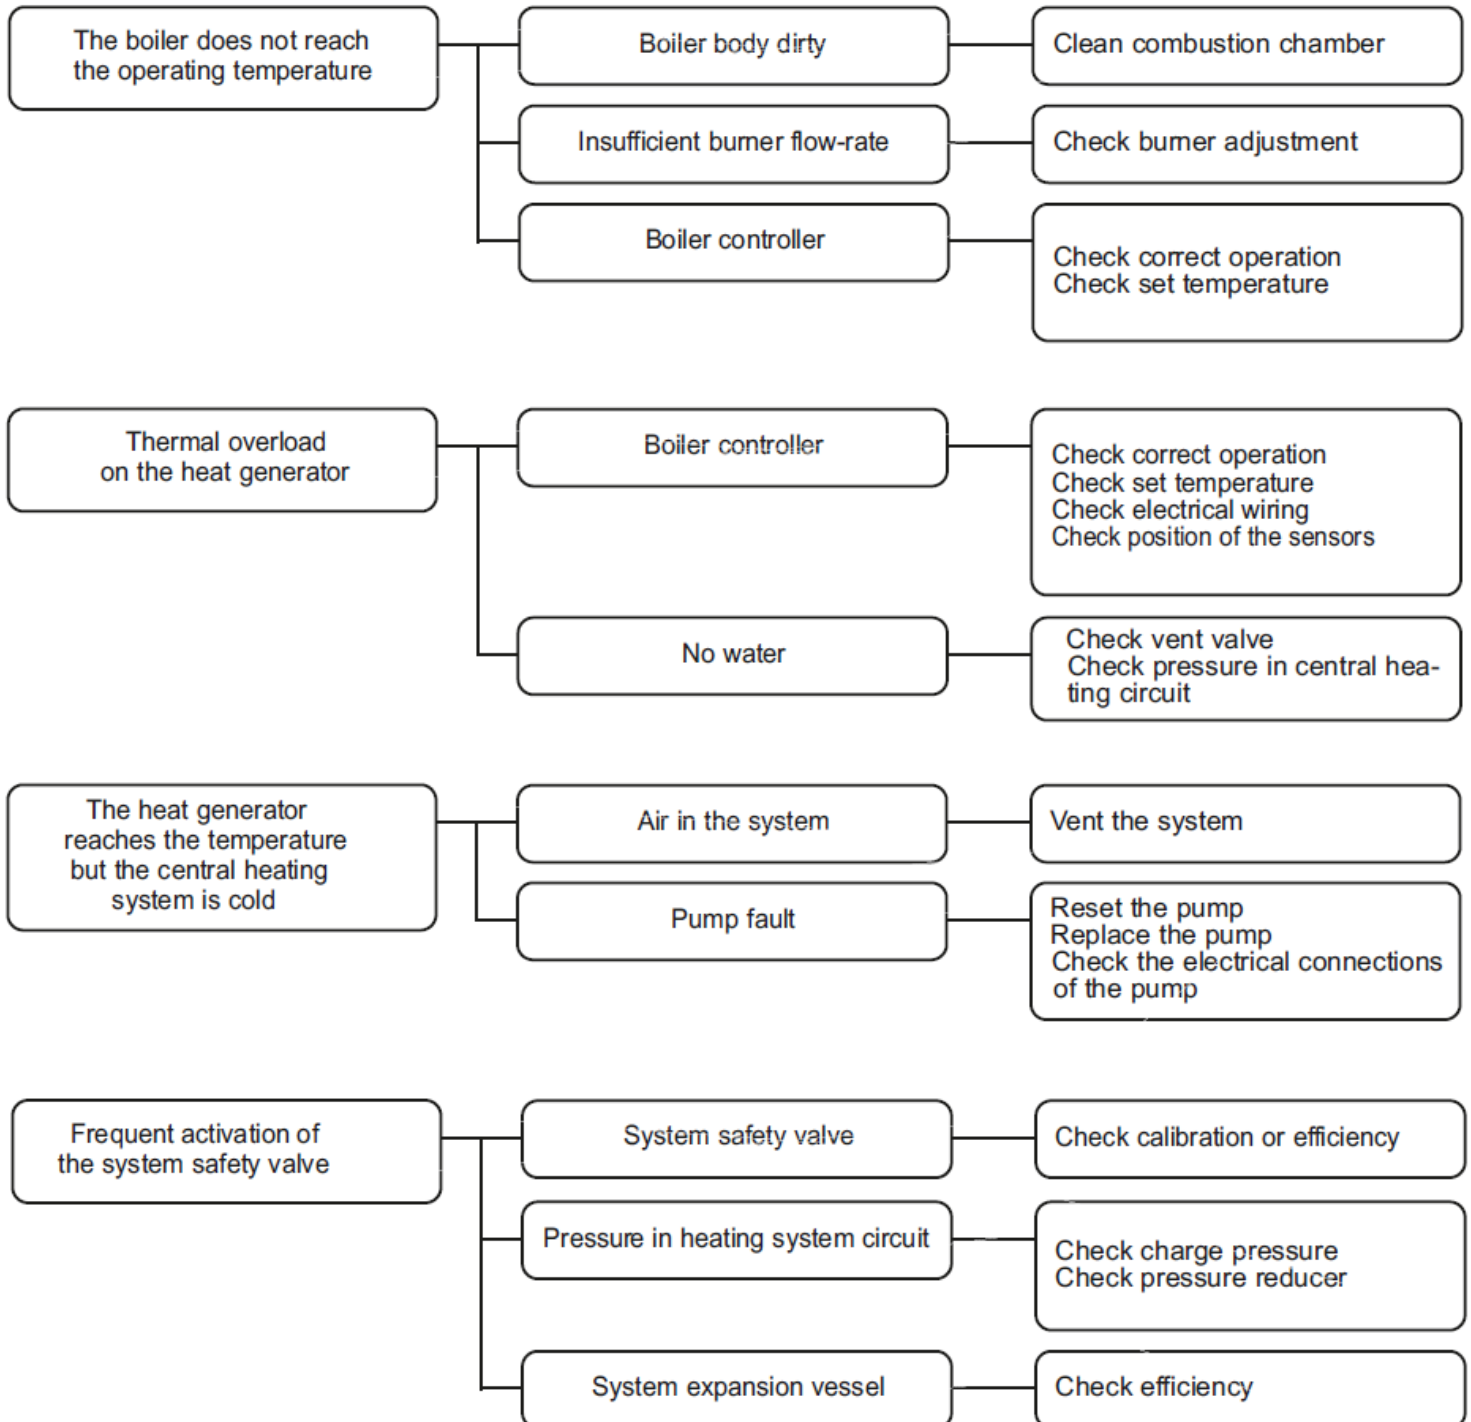 The boiler does not reach
the operating temperature
Boiler body dirty
Clean combustion chamber
Insufficient burner flow-rate
Check burner adjustment
Boiler controller
Check correct operation
Check set temperature
Thermal overload
on the heat generator
Boiler controller
Check correct operation
Check set temperature
Check electrical wiring
Check position of the sensors
No water
Check vent valve
Check pressure in central hea-
ting circuit
The heat generator
reaches the temperature
but the central heating
system is cold
Air in the system
Vent the system
Pump fault
Reset the pump
Replace the pump
Check the electrical connections
of the pump
Frequent activation of
the system safety valve
System safety valve
Check calibration or efficiency
Pressure in heating system circuit
Check charge pressure
Check pressure reducer
System expansion vessel
Check efficiency